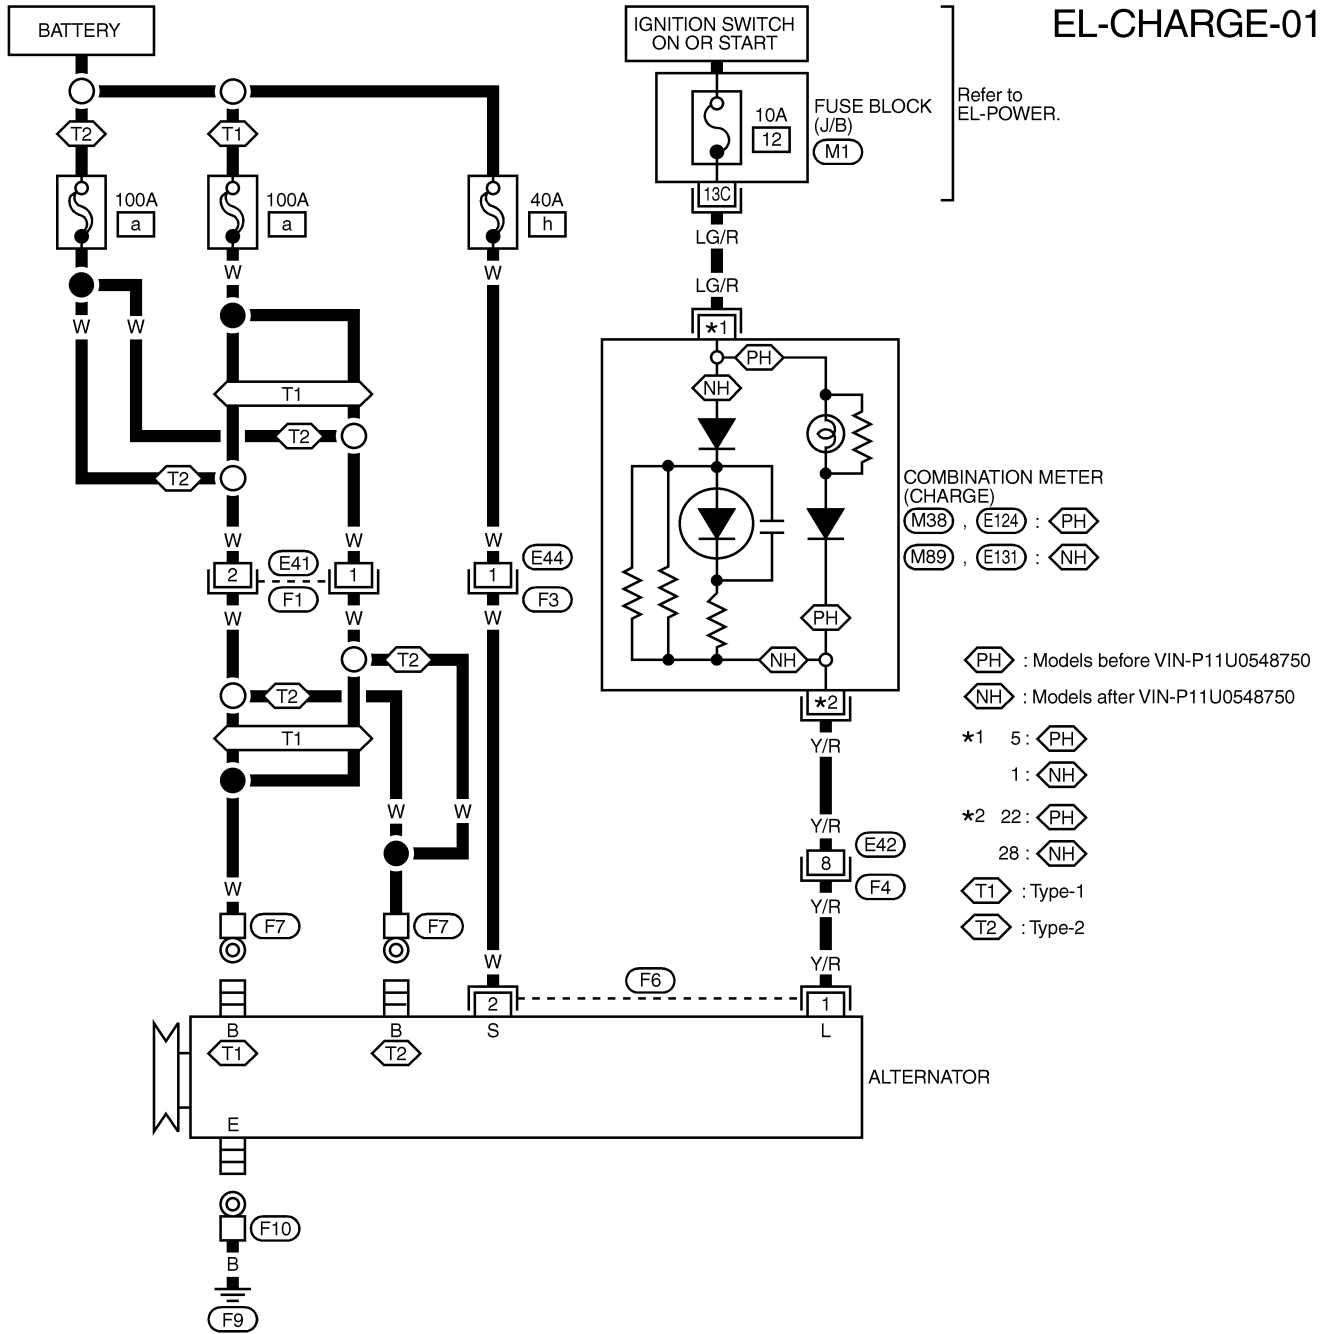 EL-CHARGE-01
BATTERY
IGNITION SWITCH
ON OR START
Refer to
EL-POWER.
FUSE BLOCK
(J/B)
M1
10A
12
13C
T2
T1
100A
a
100A
a
40A
h
W
W
LG/R
LG/R
W
W
*1
PH
NH
T1
T2
T2
COMBINATION METER
(CHARGE)
M38 , E124 : PH
M89 , E131 : NH
W
W
W
2
E41
F1
1
1
E44
F3
W
W
W
PH
NH
T2
T2
T1
*2
Y/R
PH : Models before VIN-P11U0548750
NH : Models after VIN-P11U0548750
*1 5 : PH
1 : NH
*2 22 : PH
28 : NH
T1 : Type-1
T2 : Type-2
W
W
Y/R
8
E42
F4
W
Y/R
F7
F7
W
Y/R
2
F6
1
B
B
S
L
T1
T2
ALTERNATOR
E
F10
B
F9